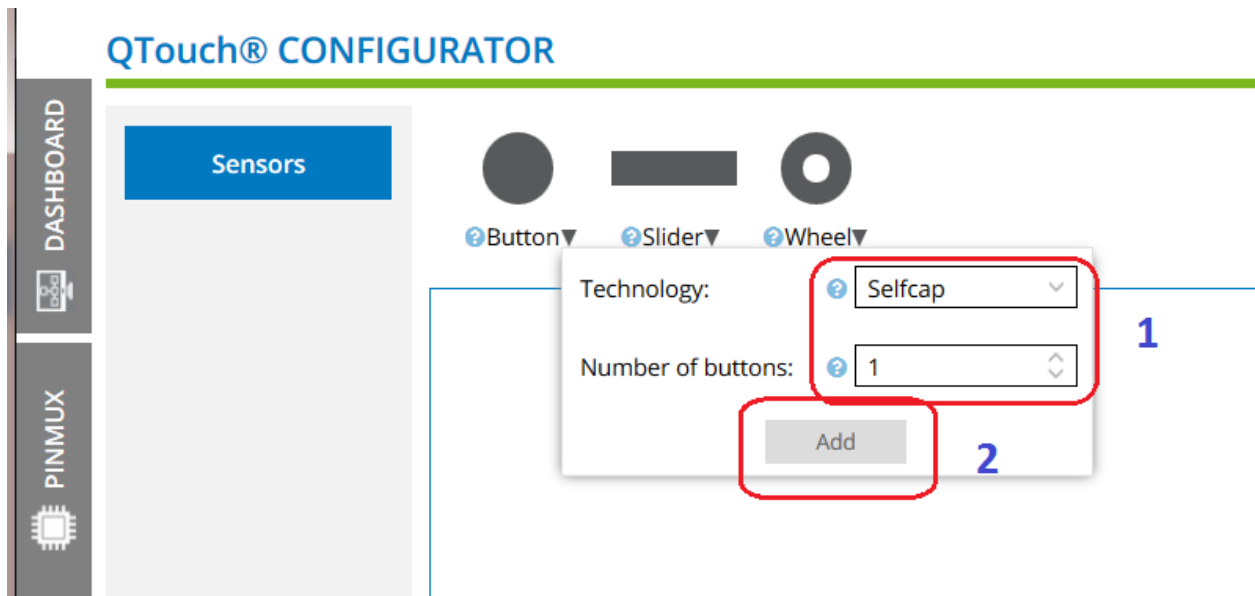 QTouch® CONFIGURATOR
DASHBOARD
PINMUX
Sensors
Button
Slider
Wheel
Technology:
Selfcap
1
Number of buttons:
1
Add
2